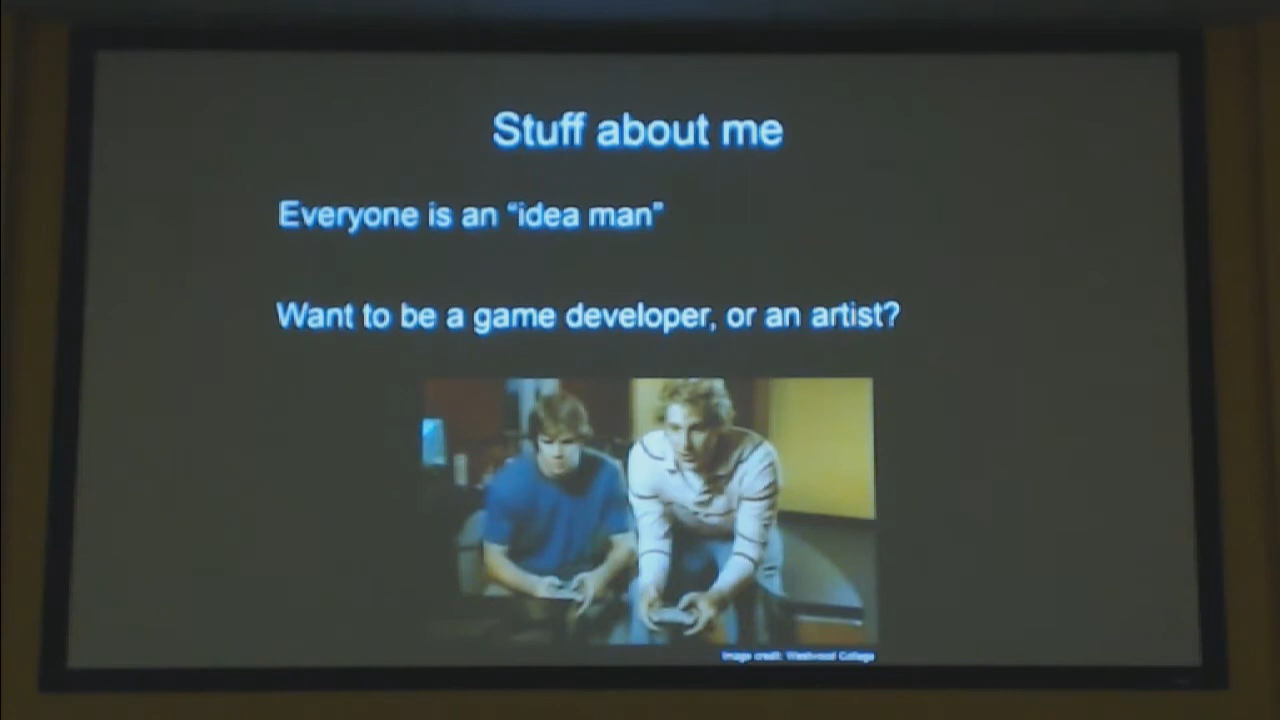 Stuff about me
Everyone is an “idea man”
Want to be a game developer, or an artist?
Image credit: Westwood College